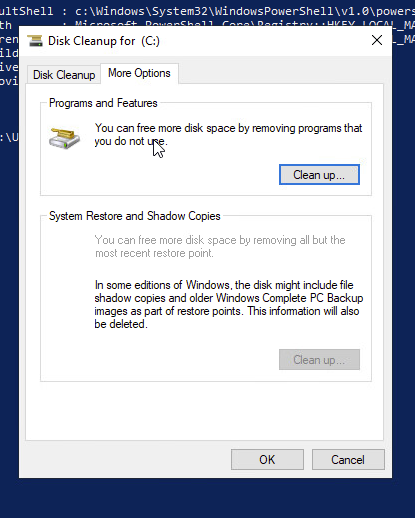 ultShell : c:\Windows\System32\WindowsPowerShell\v1.0\powers
th : Microsoft.PowerShell.Core\Registry::HKEY_LOCAL_MA
Disk Cleanup for (C:)
Disk Cleanup
More Options
Programs and Features
You can free more disk space by removing programs that
you do not use.
Clean up...
System Restore and Shadow Copies
You can free more disk space by removing all but the
most recent restore point.
In some editions of Windows, the disk might include file
shadow copies and older Windows Complete PC Backup
images as part of restore points. This information will also
be deleted.
Clean up...
OK
Cancel